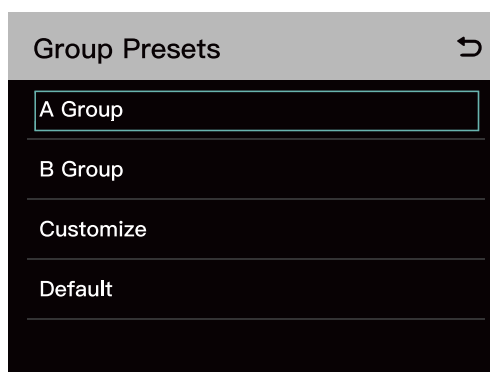 Group Presets
A Group
B Group
Customize
Default